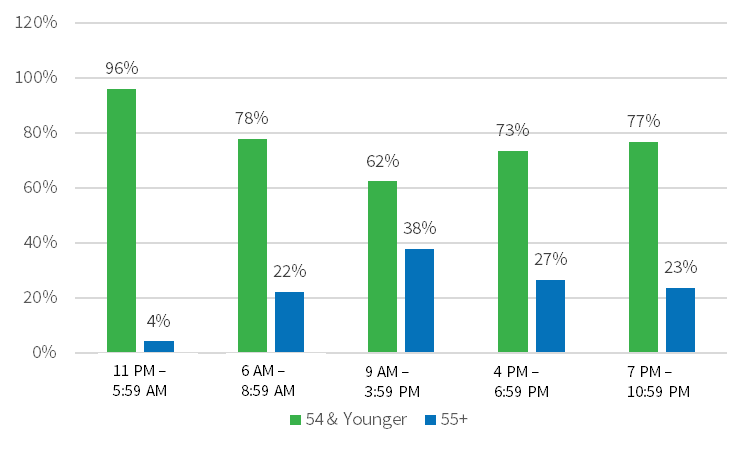 120%
100%
80%
60%
40%
20%
0%
96%
4%
78%
22%
62%
38%
73%
27%
77%
23%
11 PM –
5:59 AM
6 AM –
8:59 AM
9 AM –
3:59 PM
4 PM –
6:59 PM
7 PM –
10:59 PM
54 & Younger
55+